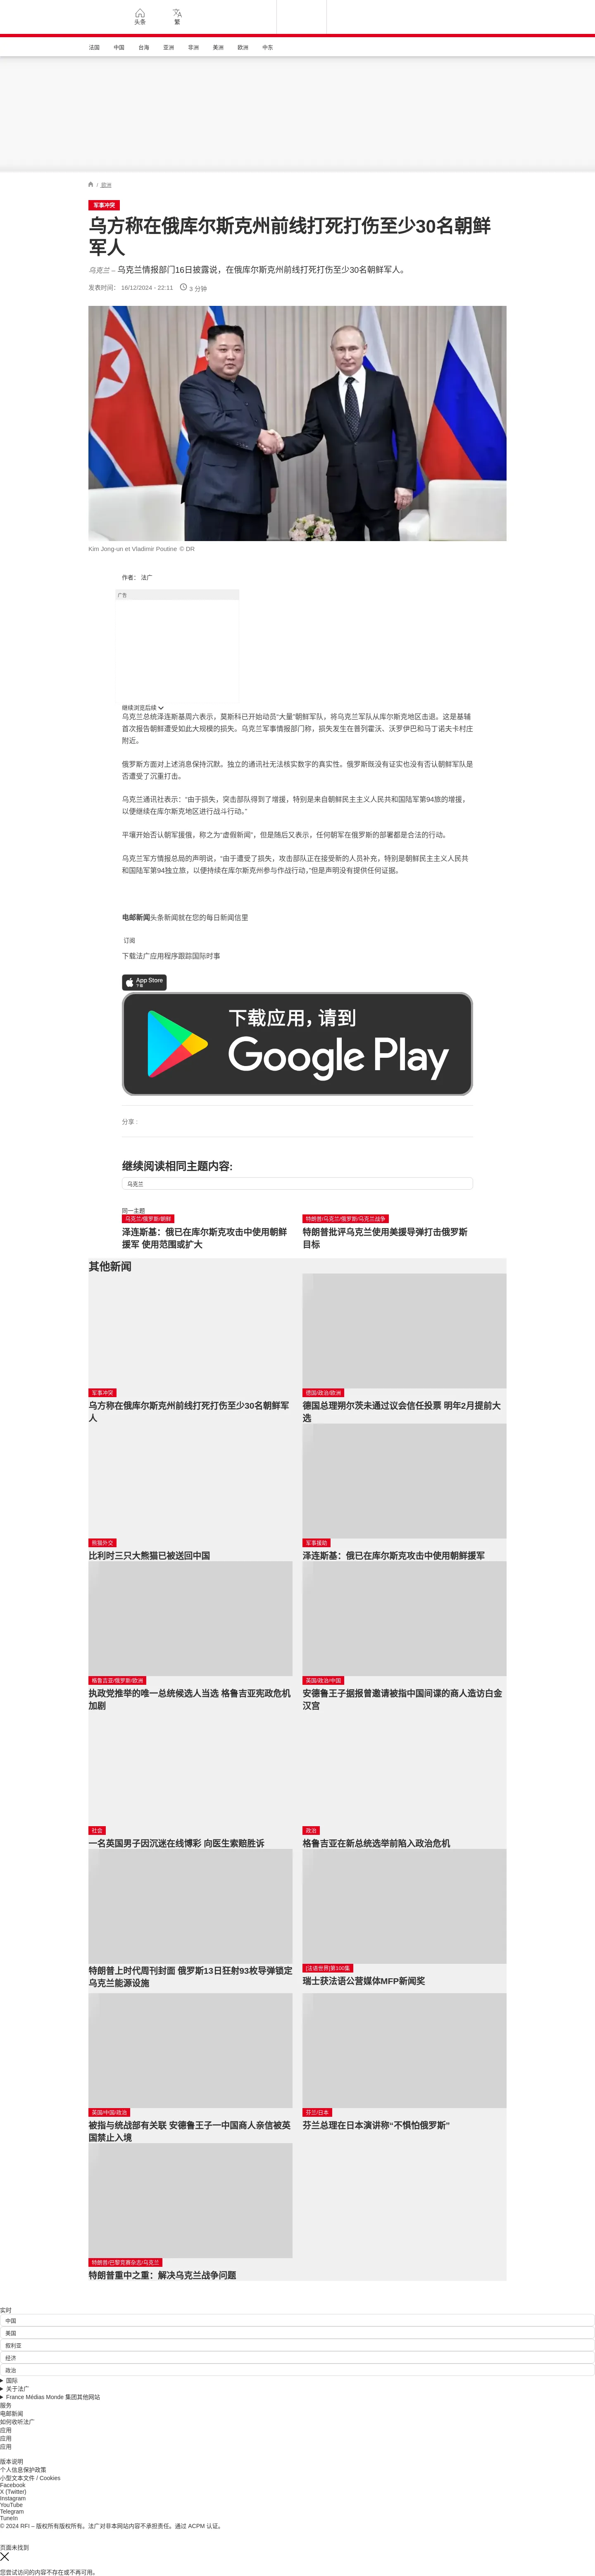 头条
繁
法国 中国 台海 亚洲 非洲 美洲 欧洲 中东
/ 欧洲
军事冲突
乌方称在俄库尔斯克州前线打死打伤至少30名朝鲜
军人
乌克兰 – 乌克兰情报部门16日披露说，在俄库尔斯克州前线打死打伤至少30名朝鲜军人。
发表时间： 16/12/2024 - 22:11 3 分钟
Kim Jong-un et Vladimir Poutine © DR
作者： 法广
广告
继续浏览后续
乌克兰总统泽连斯基周六表示，莫斯科已开始动员“大量”朝鲜军队，将乌克兰军队从库尔斯克地区击退。这是基辅
首次报告朝鲜遭受如此大规模的损失。乌克兰军事情报部门称，损失发生在普列霍沃、沃罗伊巴和马丁诺夫卡村庄
附近。
俄罗斯方面对上述消息保持沉默。独立的通讯社无法核实数字的真实性。俄罗斯既没有证实也没有否认朝鲜军队是
否遭受了沉重打击。
乌克兰通讯社表示：“由于损失，突击部队得到了增援，特别是来自朝鲜民主主义人民共和国陆军第94旅的增援，
以便继续在库尔斯克地区进行战斗行动。”
平壤开始否认朝军援俄，称之为“虚假新闻”，但是随后又表示，任何朝军在俄罗斯的部署都是合法的行动。
乌克兰军方情报总局的声明说，“由于遭受了损失，攻击部队正在接受新的人员补充，特别是朝鲜民主主义人民共
和国陆军第94独立旅，以便持续在库尔斯克州参与作战行动，”但是声明没有提供任何证据。
电邮新闻头条新闻就在您的每日新闻信里
订阅
下载法广应用程序跟踪国际时事
App Store
下载
下载应用，请到
Google Play
分享 :
继续阅读相同主题内容:
乌克兰
同一主题
乌克兰/俄罗斯/朝鲜
泽连斯基：俄已在库尔斯克攻击中使用朝鲜
援军 使用范围或扩大
特朗普/乌克兰/俄罗斯/乌克兰战争
特朗普批评乌克兰使用美援导弹打击俄罗斯
目标
其他新闻
军事冲突
乌方称在俄库尔斯克州前线打死打伤至少30名朝鲜军
人
德国/政治/欧洲
德国总理朔尔茨未通过议会信任投票 明年2月提前大
选
熊猫外交
比利时三只大熊猫已被送回中国
军事援助
泽连斯基：俄已在库尔斯克攻击中使用朝鲜援军
格鲁吉亚/俄罗斯/欧洲
执政党推举的唯一总统候选人当选 格鲁吉亚宪政危机
加剧
英国/政治/中国
安德鲁王子据报曾邀请被指中国间谍的商人造访白金
汉宫
社会
一名英国男子因沉迷在线博彩 向医生索赔胜诉
政治
格鲁吉亚在新总统选举前陷入政治危机
特朗普上时代周刊封面 俄罗斯13日狂射93枚导弹锁定
乌克兰能源设施
[法语世界]第100集
瑞士获法语公营媒体MFP新闻奖
英国/中国/政治
被指与统战部有关联 安德鲁王子一中国商人亲信被英
国禁止入境
芬兰/日本
芬兰总理在日本演讲称“不惧怕俄罗斯”
特朗普/巴黎竞赛杂志/乌克兰
特朗普重中之重：解决乌克兰战争问题
实时
中国
美国
叙利亚
经济
政治
国际
关于法广
France Médias Monde 集团其他网站
服务
电邮新闻
如何收听法广
应用
应用
应用
版本说明
个人信息保护政策
小型文本文件 / Cookies
Facebook
X (Twitter)
Instagram
YouTube
Telegram
TuneIn
© 2024 RFI – 版权所有版权所有。法广对非本网站内容不承担责任。通过 ACPM 认证。
页面未找到
您尝试访问的内容不存在或不再可用。